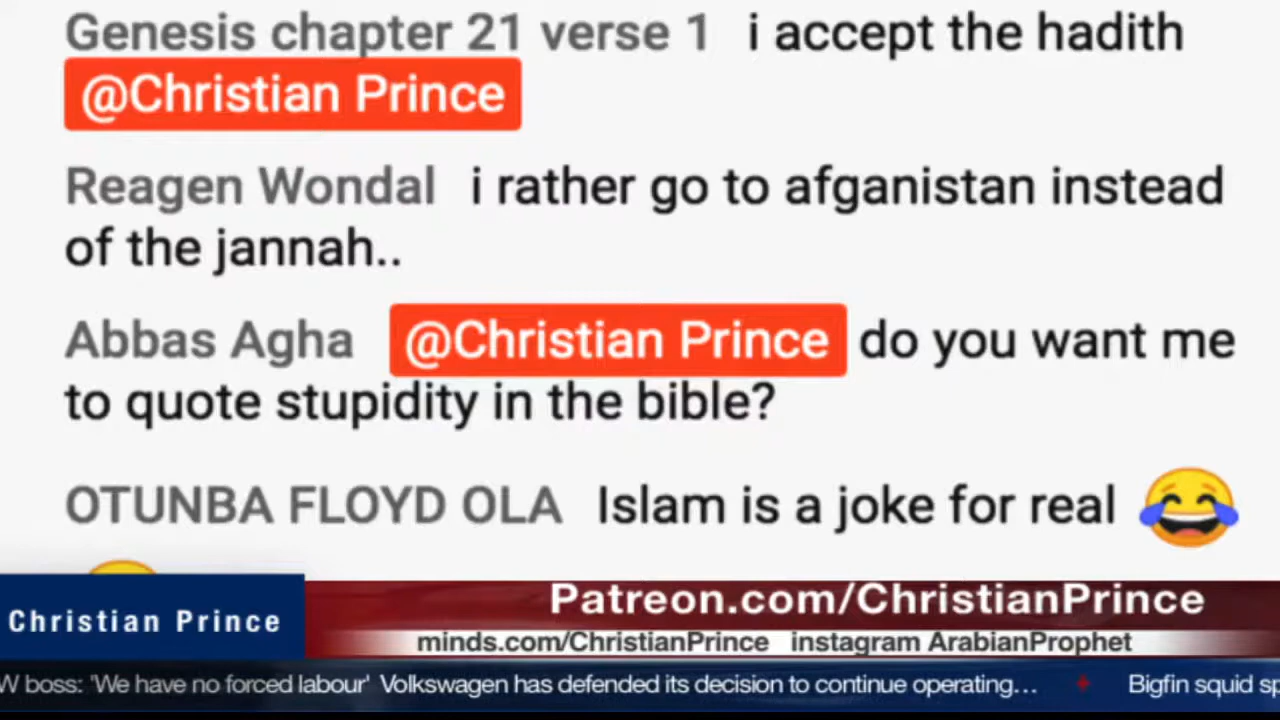 Genesis chapter 21 verse 1 i accept the hadith
@Christian Prince
Reagen Wondal i rather go to afganistan instead
of the jannah..
Abbas Agha @Christian Prince do you want me
to quote stupidity in the bible?
OTUNBA FLOYD OLA Islam is a joke for real 😂
Christian Prince
Patreon.com/ChristianPrince
minds.com/ChristianPrince instagram ArabianProphet
W boss: 'We have no forced labour' Volkswagen has defended its decision to continue operating... Bigfin squid sp